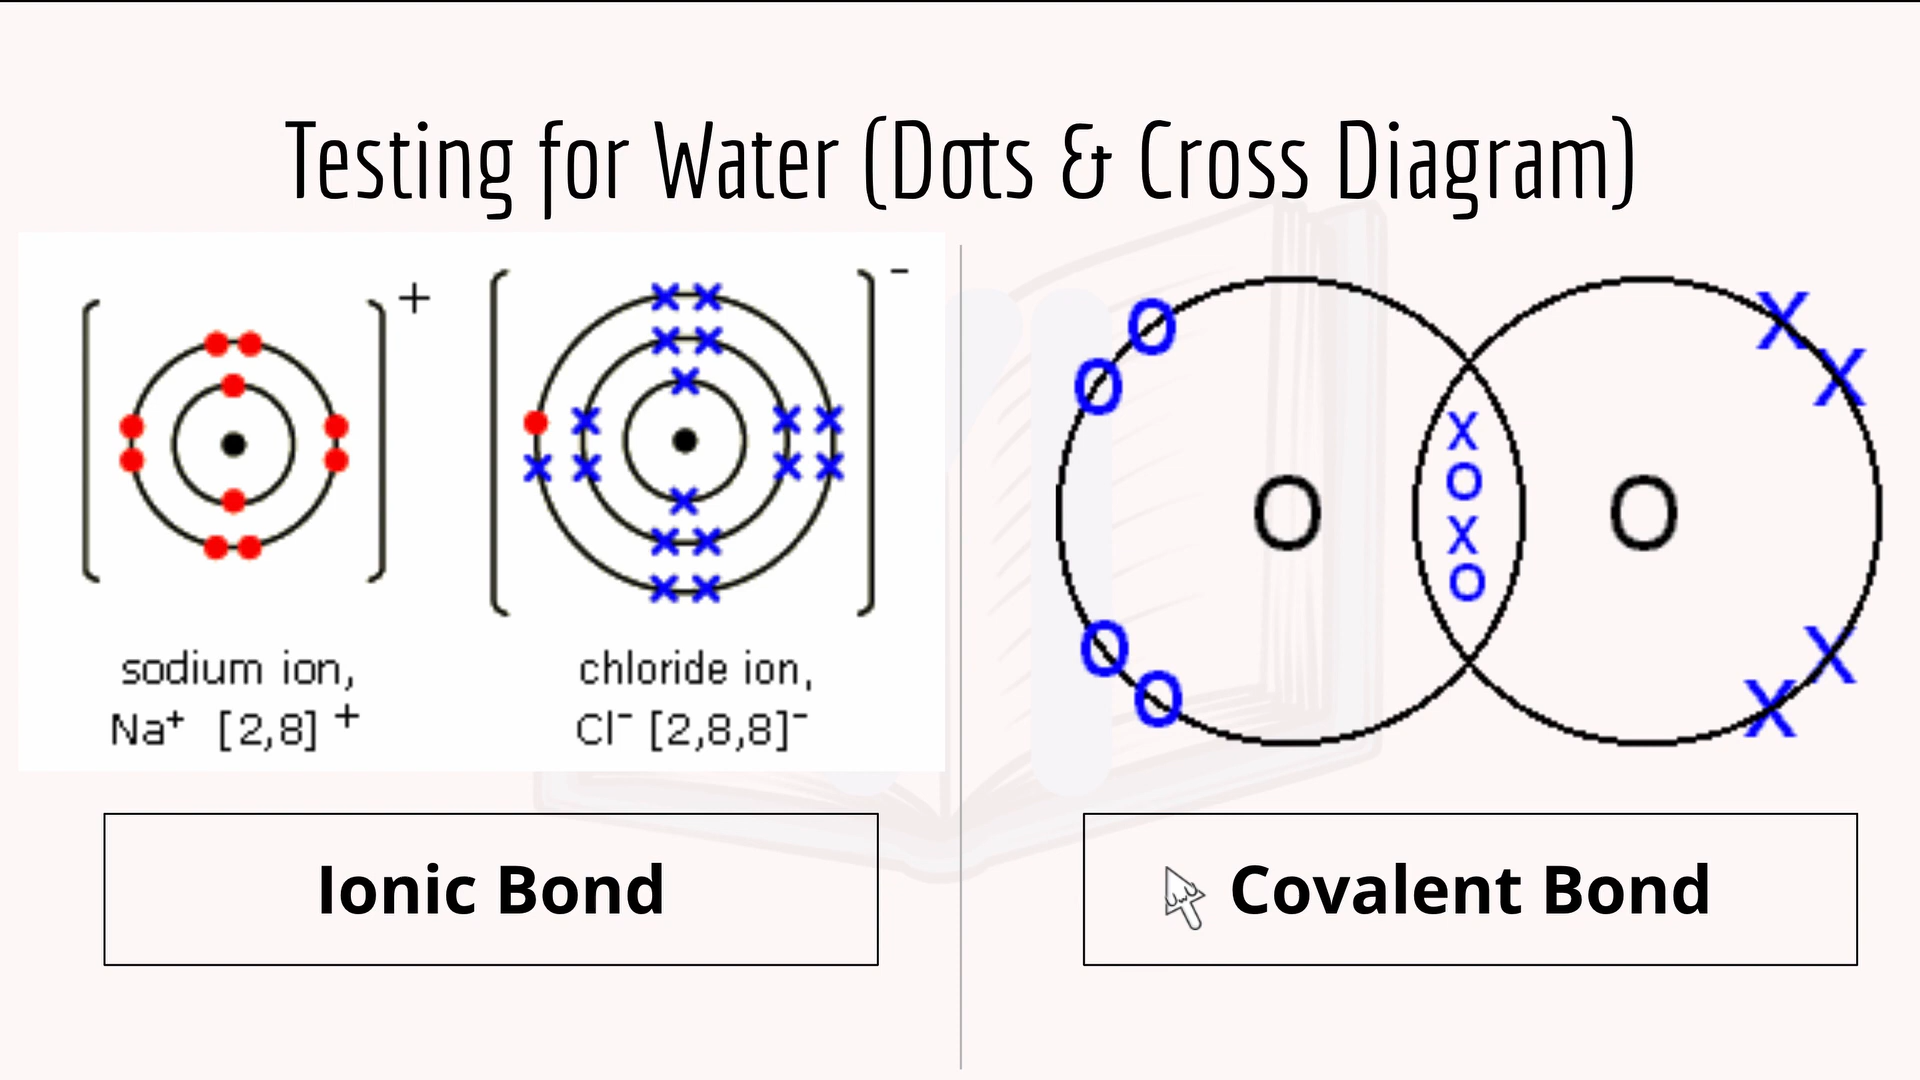 Testing for Water (Dots & Cross Diagram)
+
-
sodium ion,
Na⁺ [2,8] ⁺
chloride ion,
Cl⁻ [2,8,8]⁻
O O
X
O
X
O
O
O
O
O
X
X
X
X
Ionic Bond
Covalent Bond